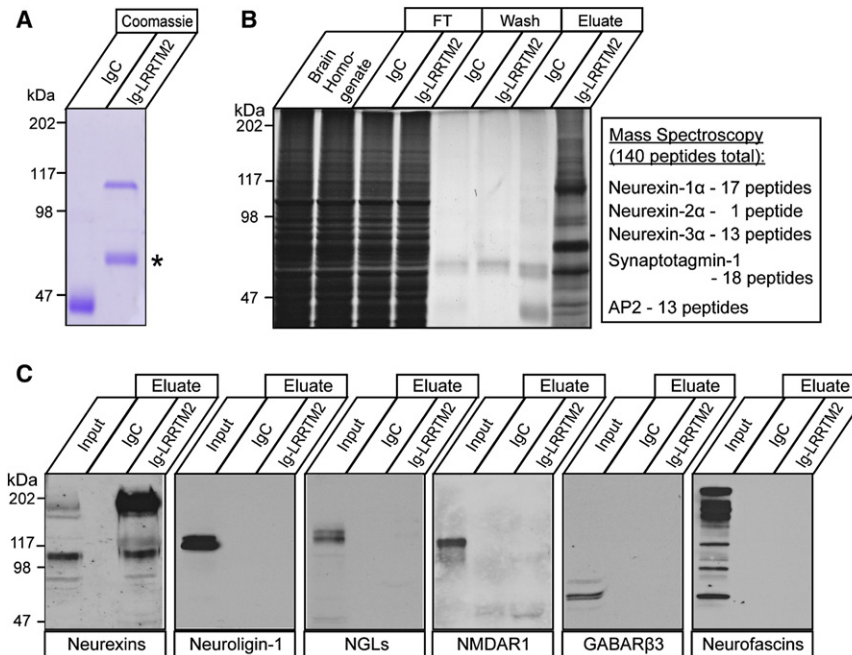 A
Coomassie
IgC
Ig-LRRTM2
kDa
202
117
98
47
*
B
FT
Wash
Eluate
Brain
Homo-
genate
IgC
Ig-LRRTM2
IgC
Ig-LRRTM2
IgC
Ig-LRRTM2
kDa
202
117
98
47
Mass Spectroscopy
(140 peptides total):
Neurexin-1α - 17 peptides
Neurexin-2α - 1 peptide
Neurexin-3α - 13 peptides
Synaptotagmin-1
- 18 peptides
AP2 - 13 peptides
C
Eluate
Eluate
Eluate
Eluate
Eluate
Eluate
Input
IgC
Ig-LRRTM2
Input
IgC
Ig-LRRTM2
Input
IgC
Ig-LRRTM2
Input
IgC
Ig-LRRTM2
Input
IgC
Ig-LRRTM2
Input
IgC
Ig-LRRTM2
kDa
202
117
98
47
Neurexins
Neuroligin-1
NGLs
NMDAR1
GABARβ3
Neurofascins